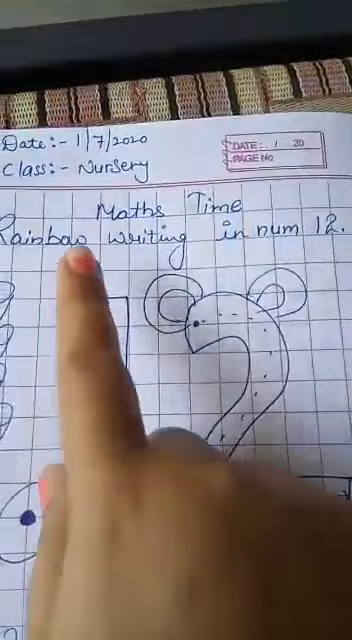 Date:- 1/7/2020
Class:- Nursery
DATE: / 20
PAGE No
Maths Time
Rainbow writing in num 12.